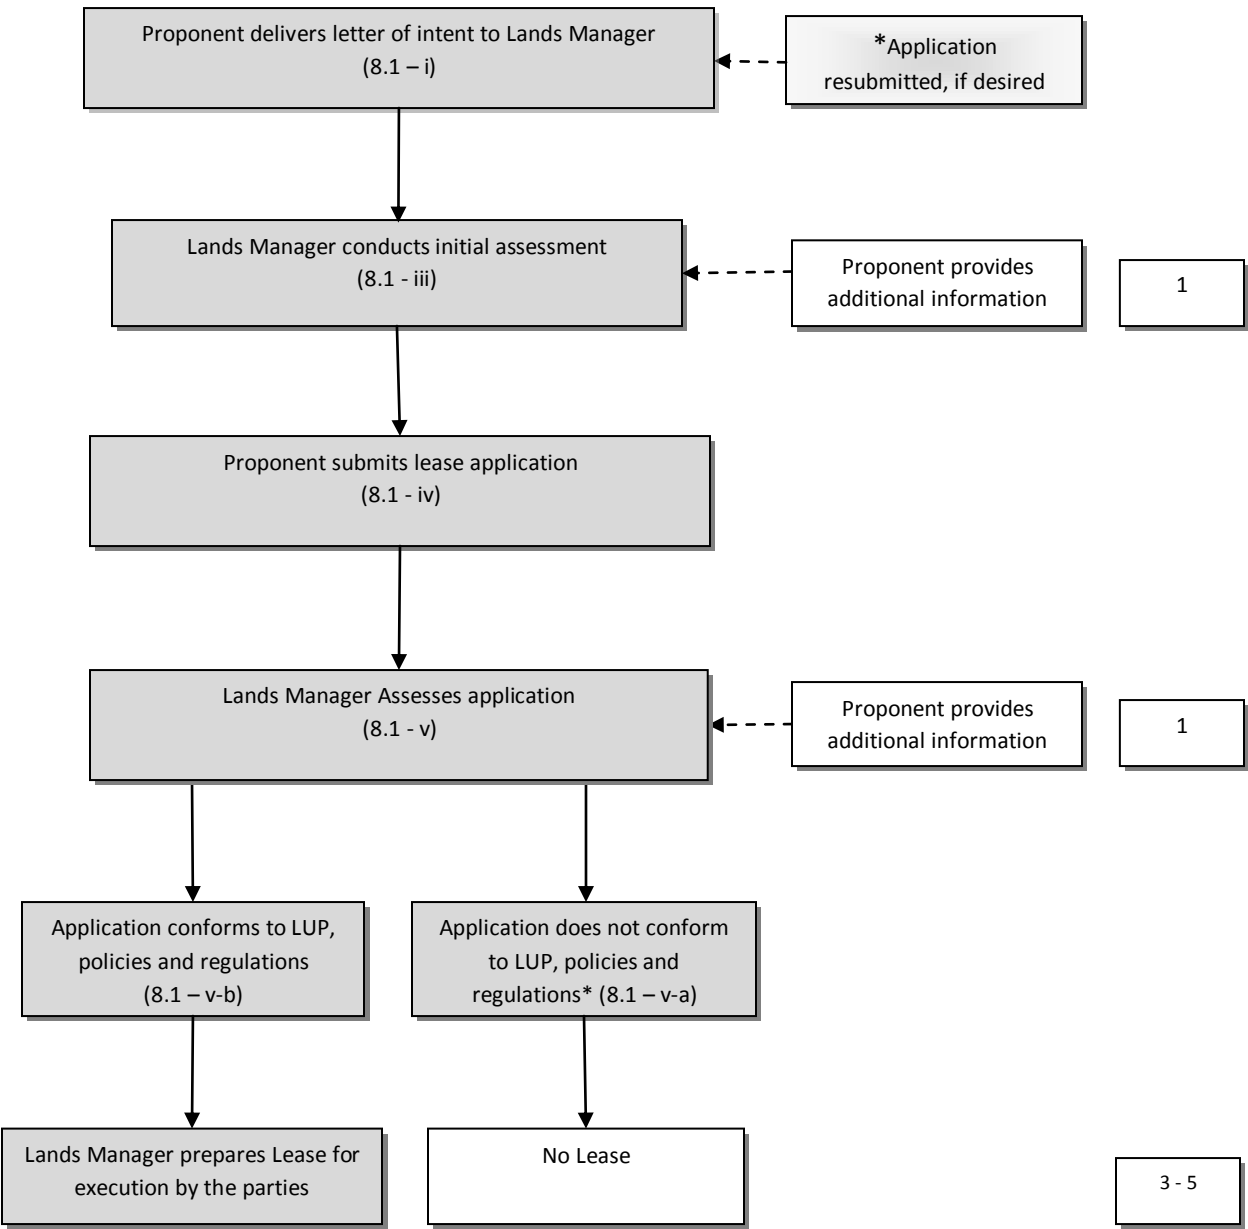 Proponent delivers letter of intent to Lands Manager
(8.1 – i)
*Application
resubmitted, if desired
Lands Manager conducts initial assessment
(8.1 - iii)
Proponent provides
additional information
1
Proponent submits lease application
(8.1 - iv)
Lands Manager Assesses application
(8.1 - v)
Proponent provides
additional information
1
Application conforms to LUP,
policies and regulations
(8.1 – v-b)
Application does not conform
to LUP, policies and
regulations* (8.1 – v-a)
Lands Manager prepares Lease for
execution by the parties
No Lease
3 - 5